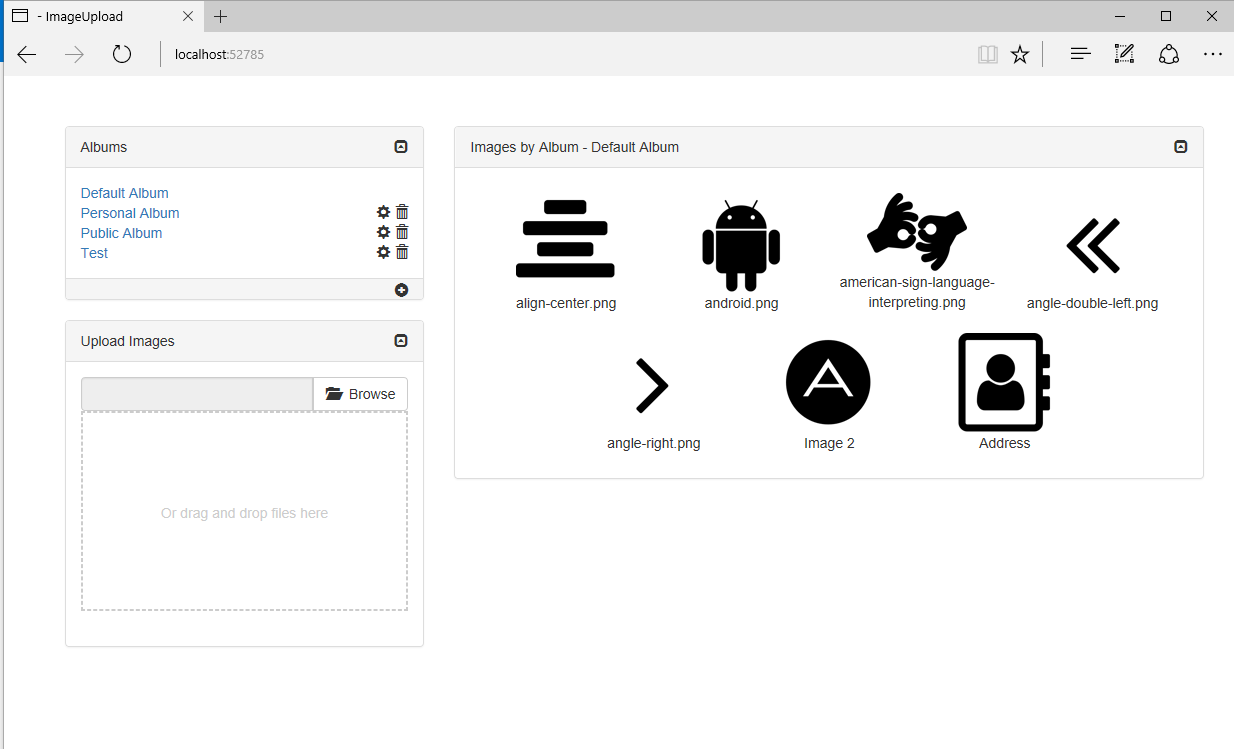 - ImageUpload
localhost:52785
Albums
Default Album
Personal Album
Public Album
Test
Upload Images
Browse
Or drag and drop files here
Images by Album - Default Album
align-center.png
android.png
american-sign-language-
interpreting.png
angle-double-left.png
angle-right.png
A
Image 2
Address